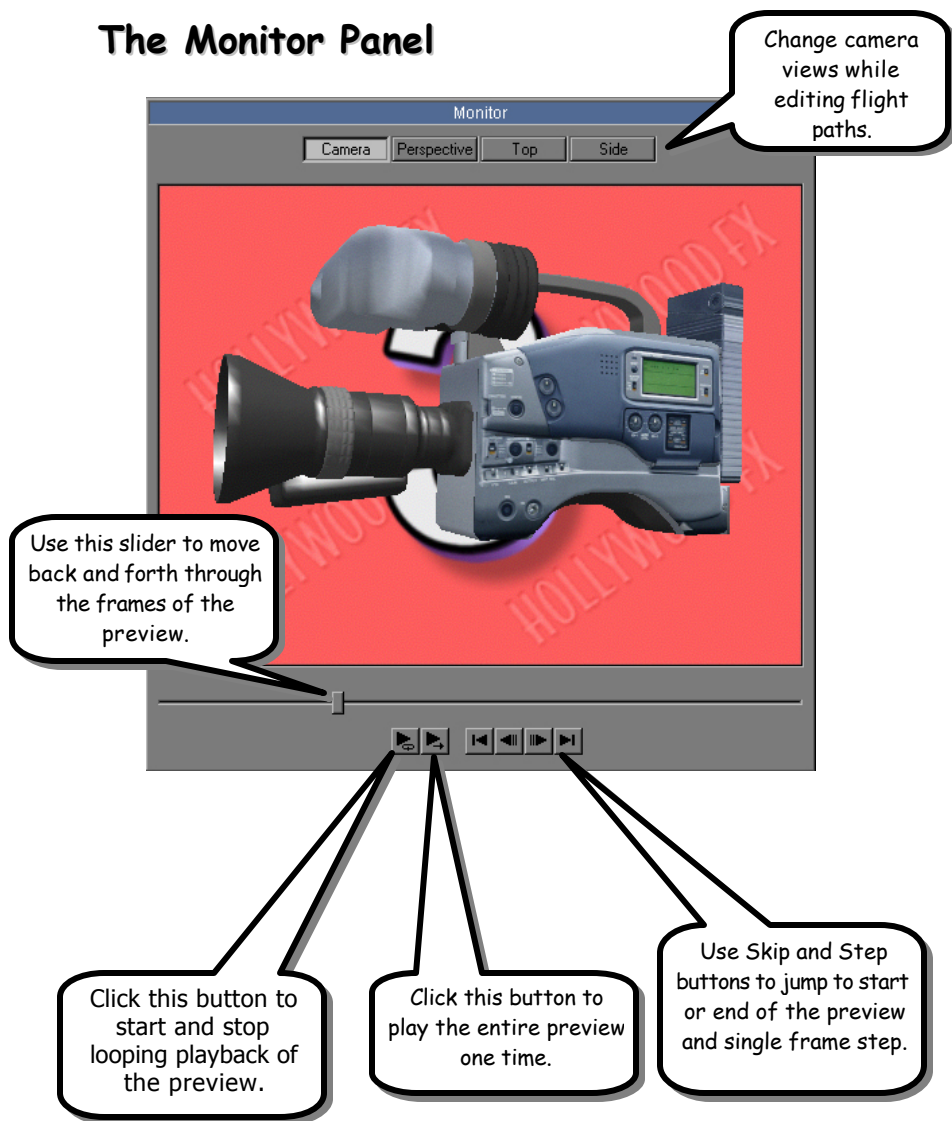 The Monitor Panel
Change camera
views while
editing flight
paths.
Monitor
Camera Perspective Top Side
HOLLYWOOD FX
HOLLYWOOD FX
Use this slider to move
back and forth through
the frames of the
preview.
Click this button to
start and stop
looping playback of
the preview.
Click this button to
play the entire preview
one time.
Use Skip and Step
buttons to jump to start
or end of the preview
and single frame step.